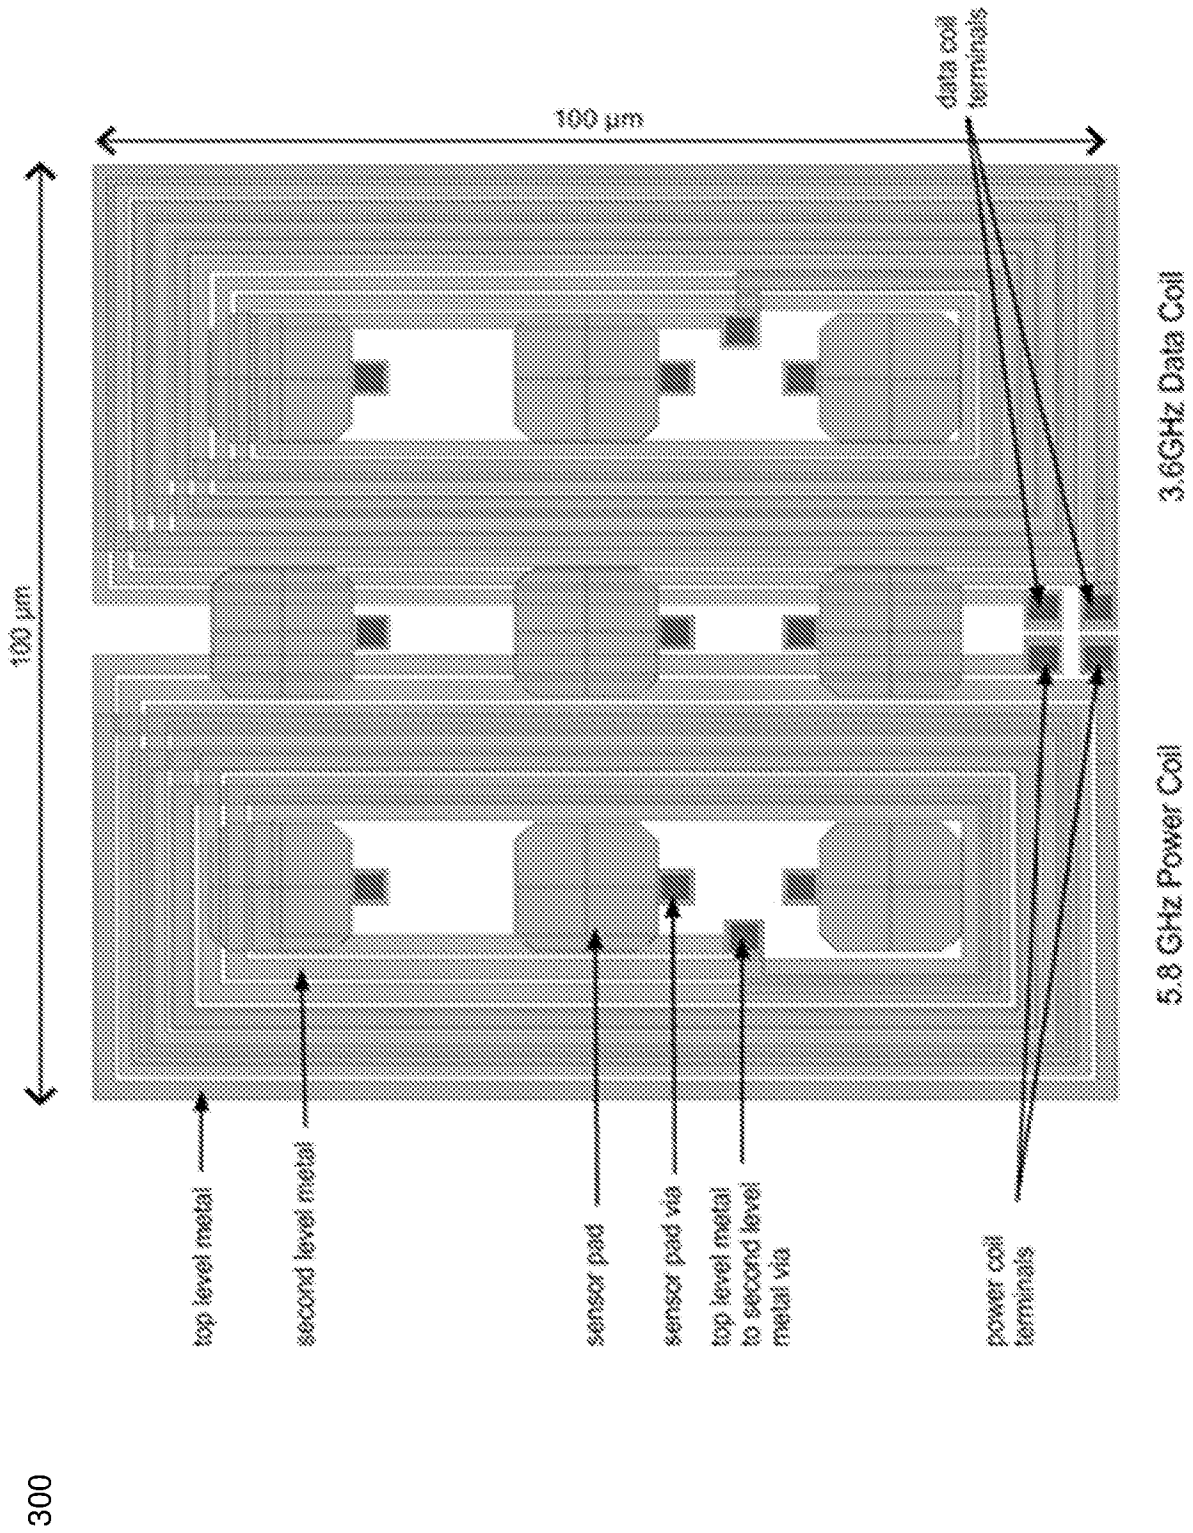 300
100 µm
100 µm
top level metal
second level metal
sensor pad
sensor pad via
top level metal
to second level
metal via
power coil
terminals
data coil
terminals
5.8 GHz Power Coil
3.6GHz Data Coil